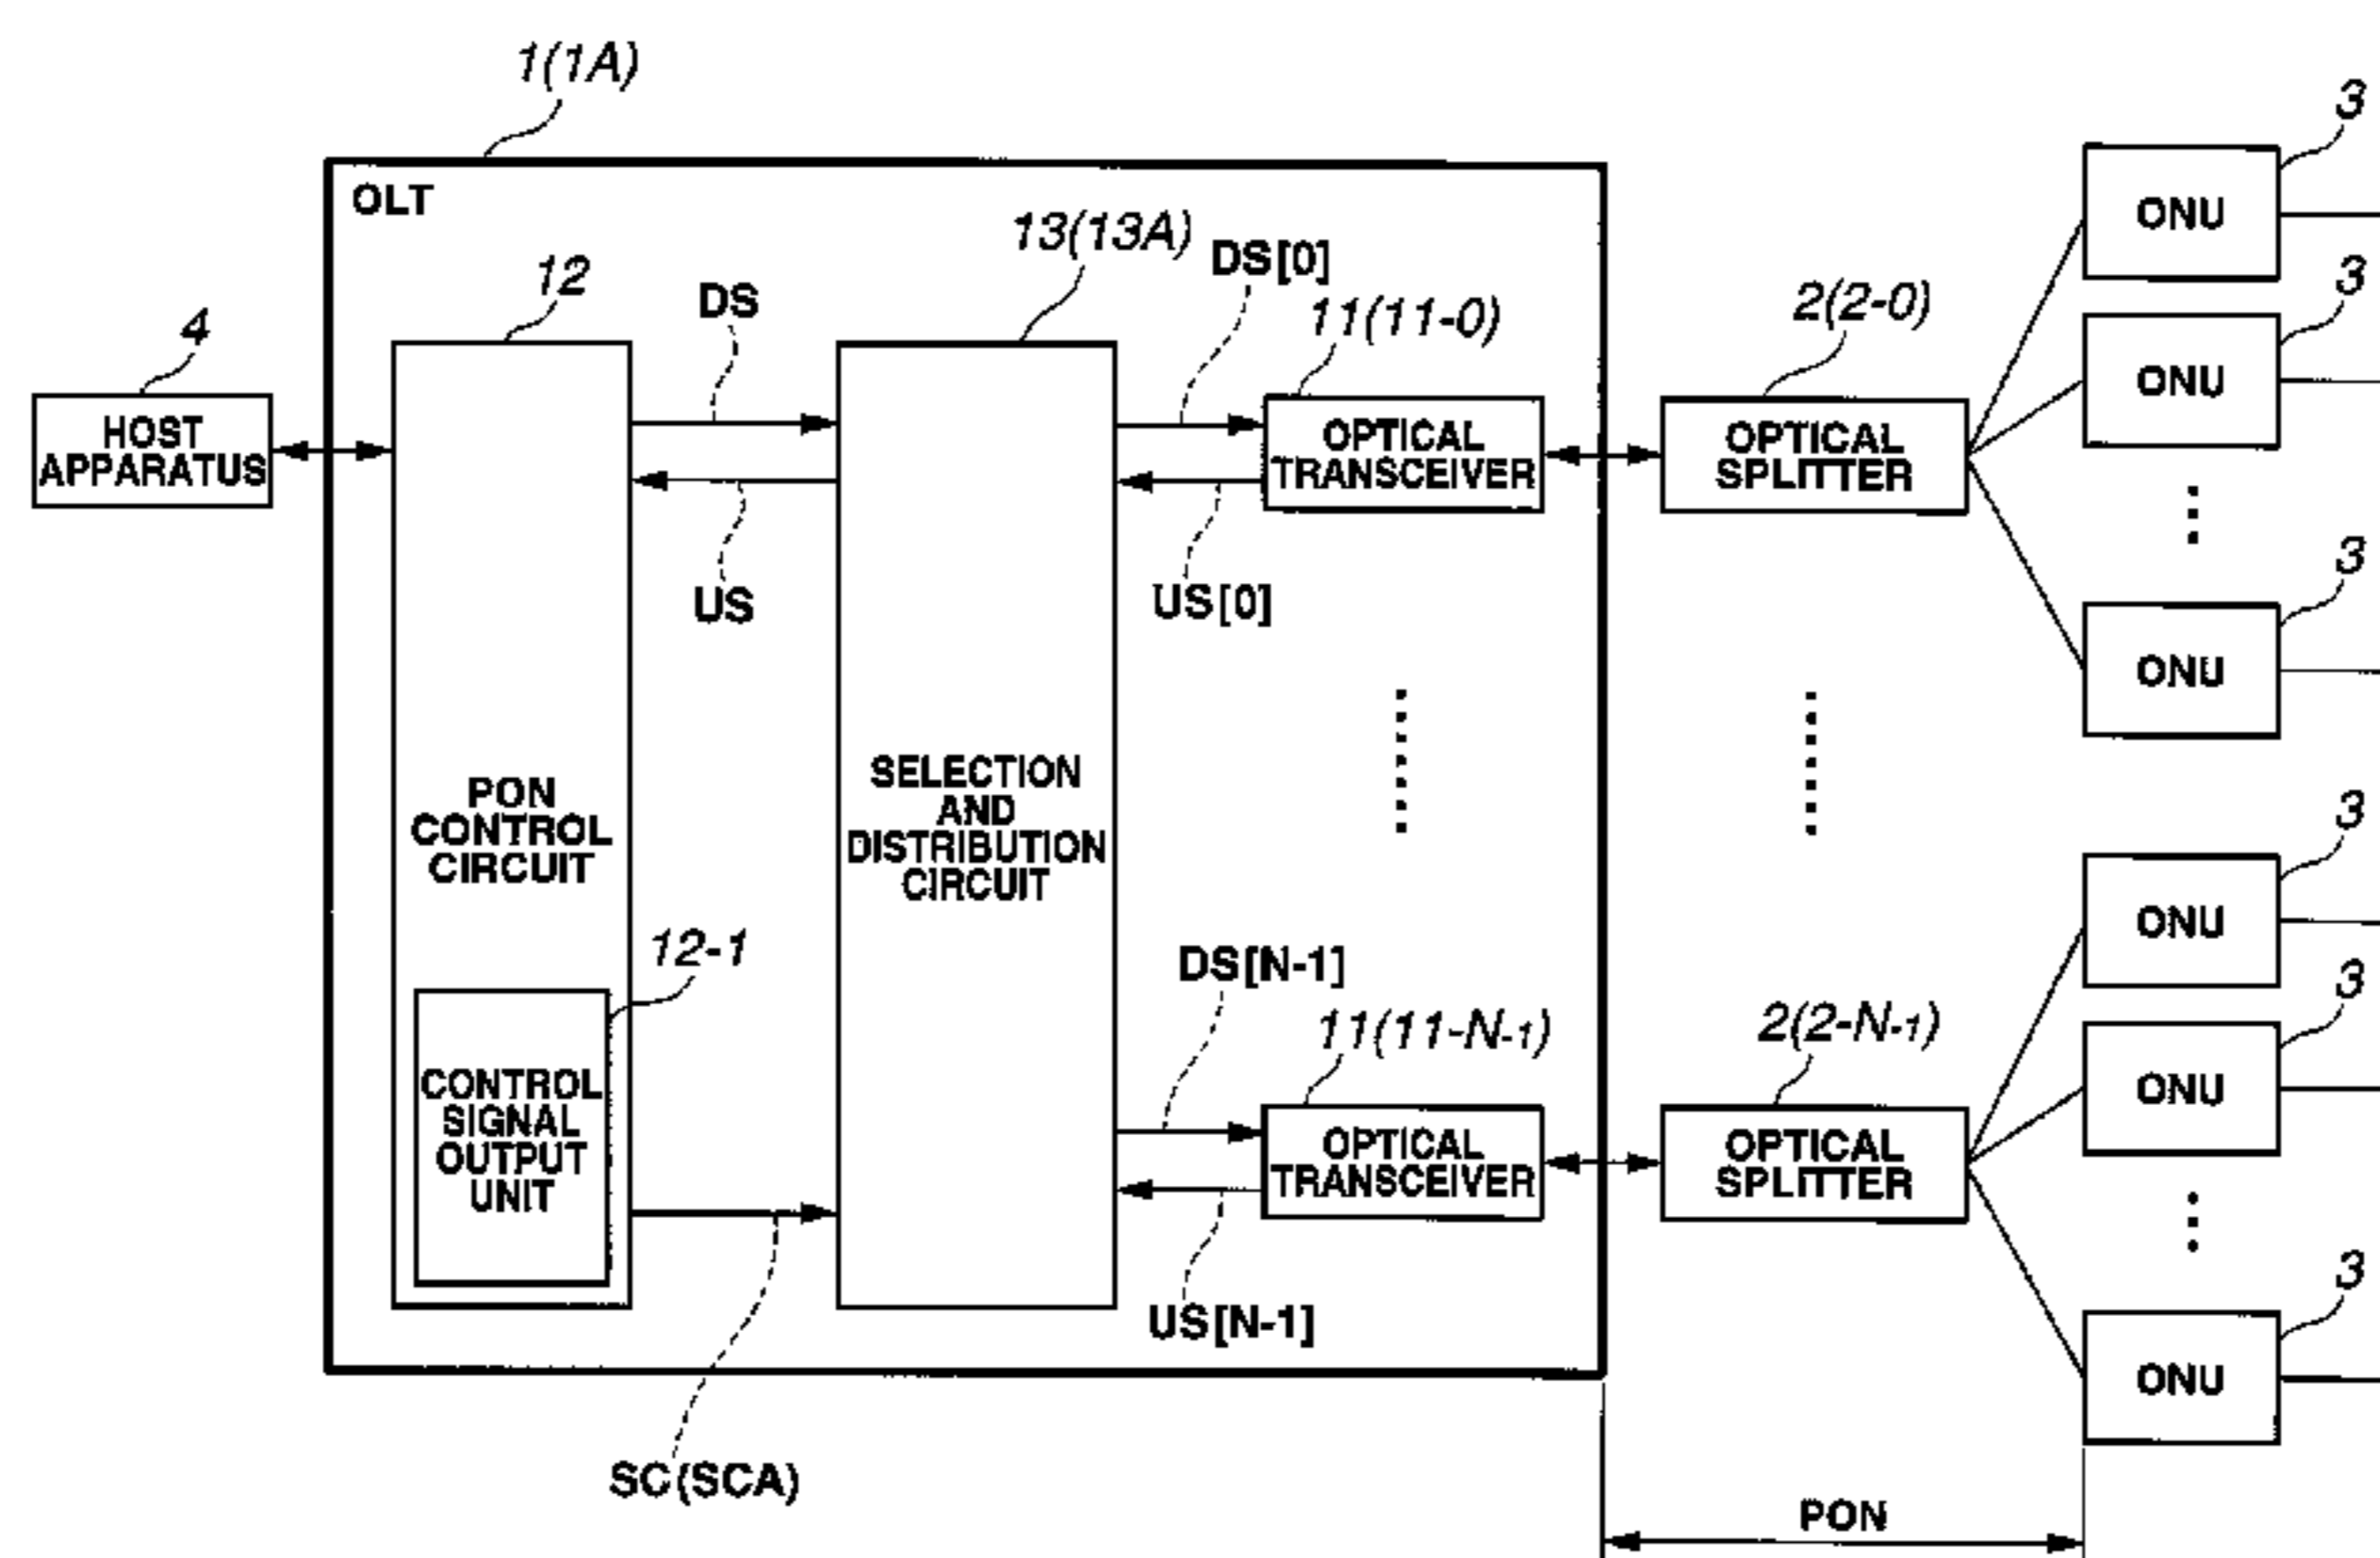 1(1A)
OLT
4
HOST
APPARATUS
12
PON
CONTROL
CIRCUIT
12-1
CONTROL
SIGNAL
OUTPUT
UNIT
DS
US
SC(SCA)
13(13A)
SELECTION
AND
DISTRIBUTION
CIRCUIT
DS[0]
US[0]
11(11-0)
OPTICAL
TRANSCEIVER
DS[N-1]
US[N-1]
11(11-N-1)
OPTICAL
TRANSCEIVER
2(2-0)
OPTICAL
SPLITTER
2(2-N-1)
OPTICAL
SPLITTER
3
ONU
3
ONU
3
ONU
3
ONU
3
ONU
3
ONU
PON